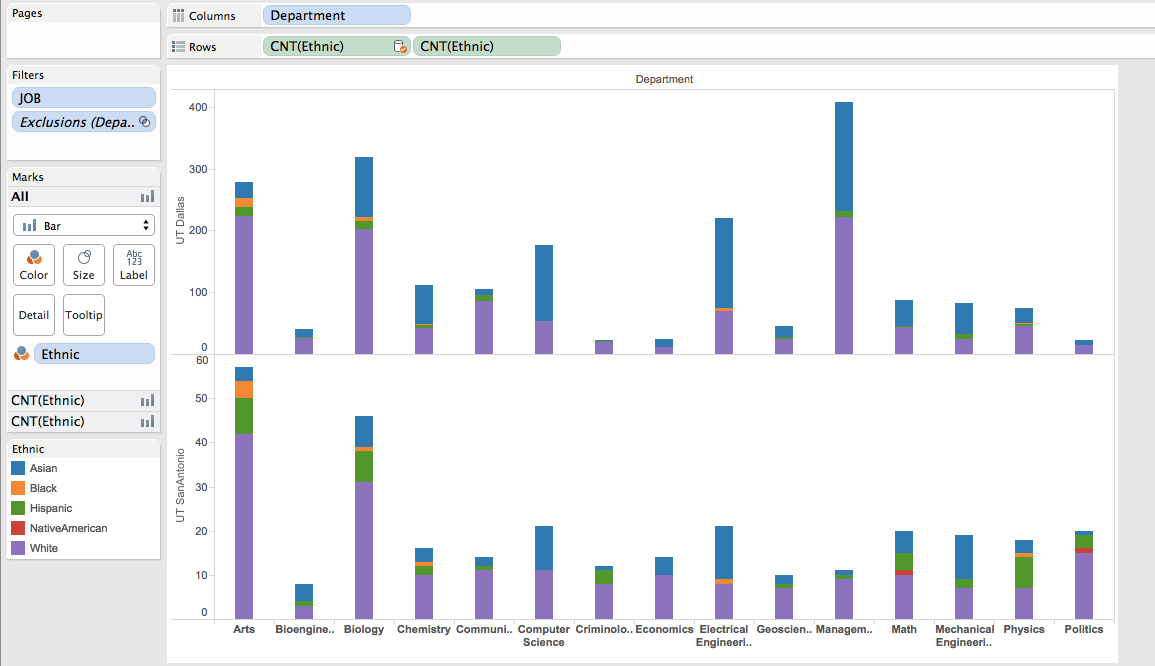 Pages
Columns
Department
Rows
CNT(Ethnic)
CNT(Ethnic)
Filters
JOB
Exclusions (Depa..
Marks
All
Bar
Color
Size
Abc
123
Label
Detail
Tooltip
Ethnic
CNT(Ethnic)
CNT(Ethnic)
Ethnic
Asian
Black
Hispanic
NativeAmerican
White
Department
UT Dallas
400
300
200
100
0
UT SanAntonio
60
50
40
30
20
10
0
Arts
Bioengine..
Biology
Chemistry
Communi..
Computer
Science
Criminolo..
Economics
Electrical
Engineeri..
Geoscien..
Managem..
Math
Mechanical
Engineeri..
Physics
Politics